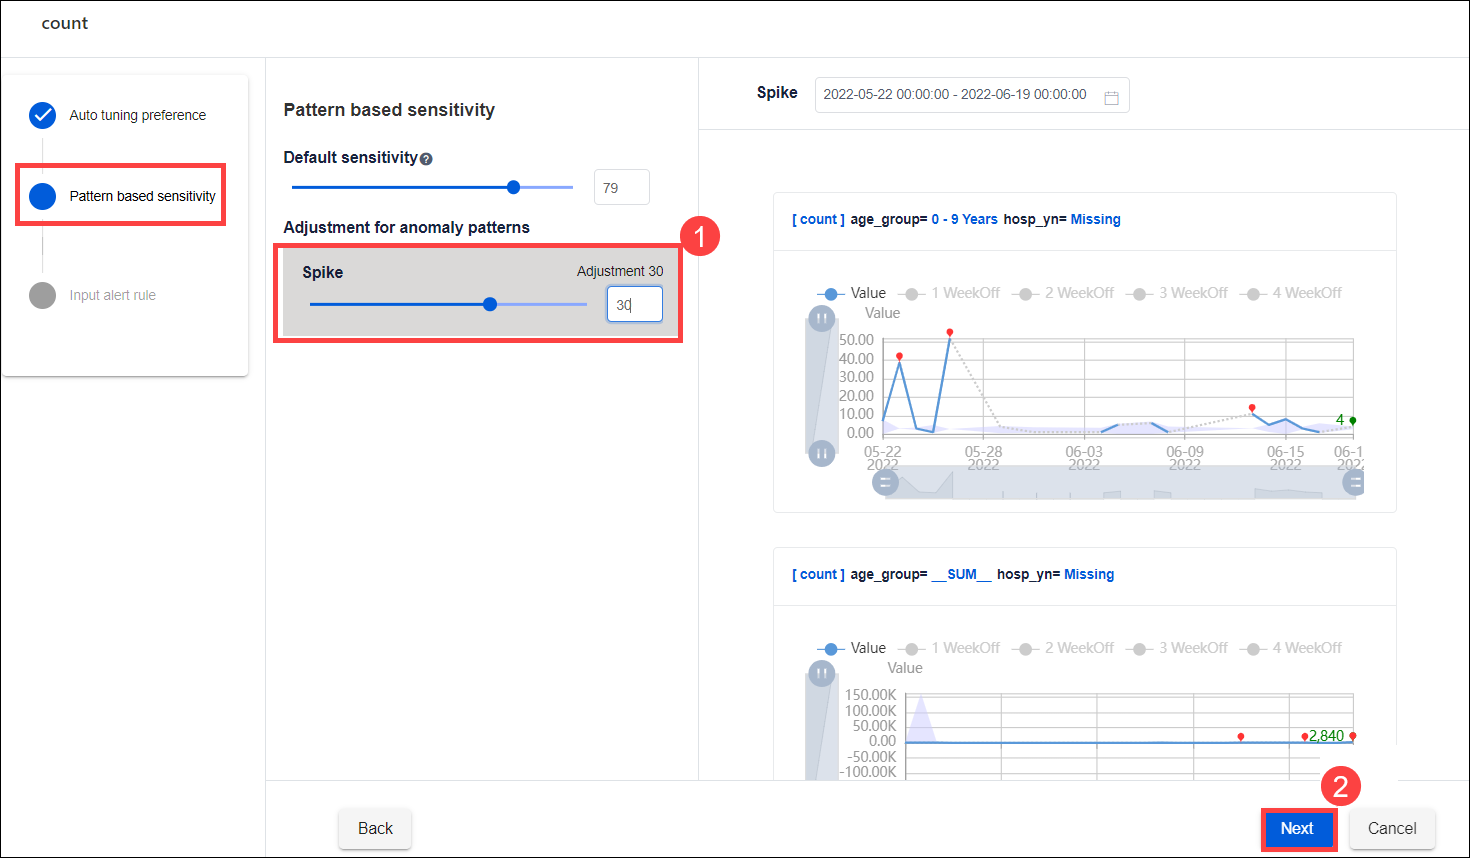 count
Auto tuning preference
Pattern based sensitivity
Input alert rule
Pattern based sensitivity
Default sensitivity ?
79
Adjustment for anomaly patterns
1
Spike
Adjustment 30
30
Spike
2022-05-22 00:00:00 - 2022-06-19 00:00:00
[ count ] age_group= 0 - 9 Years hosp_yn= Missing
Value 1 WeekOff 2 WeekOff 3 WeekOff 4 WeekOff
Value
50.00
40.00
30.00
20.00
10.00
0.00
4
05-22 05-28 06-03 06-09 06-15 06-1
2022 2022 2022 2022 2022 202
[ count ] age_group= __SUM__ hosp_yn= Missing
Value 1 WeekOff 2 WeekOff 3 WeekOff 4 WeekOff
Value
150.00K
100.00K
50.00K
0.00
-50.00K
-100.00K
2,840
2
Back
Next
Cancel